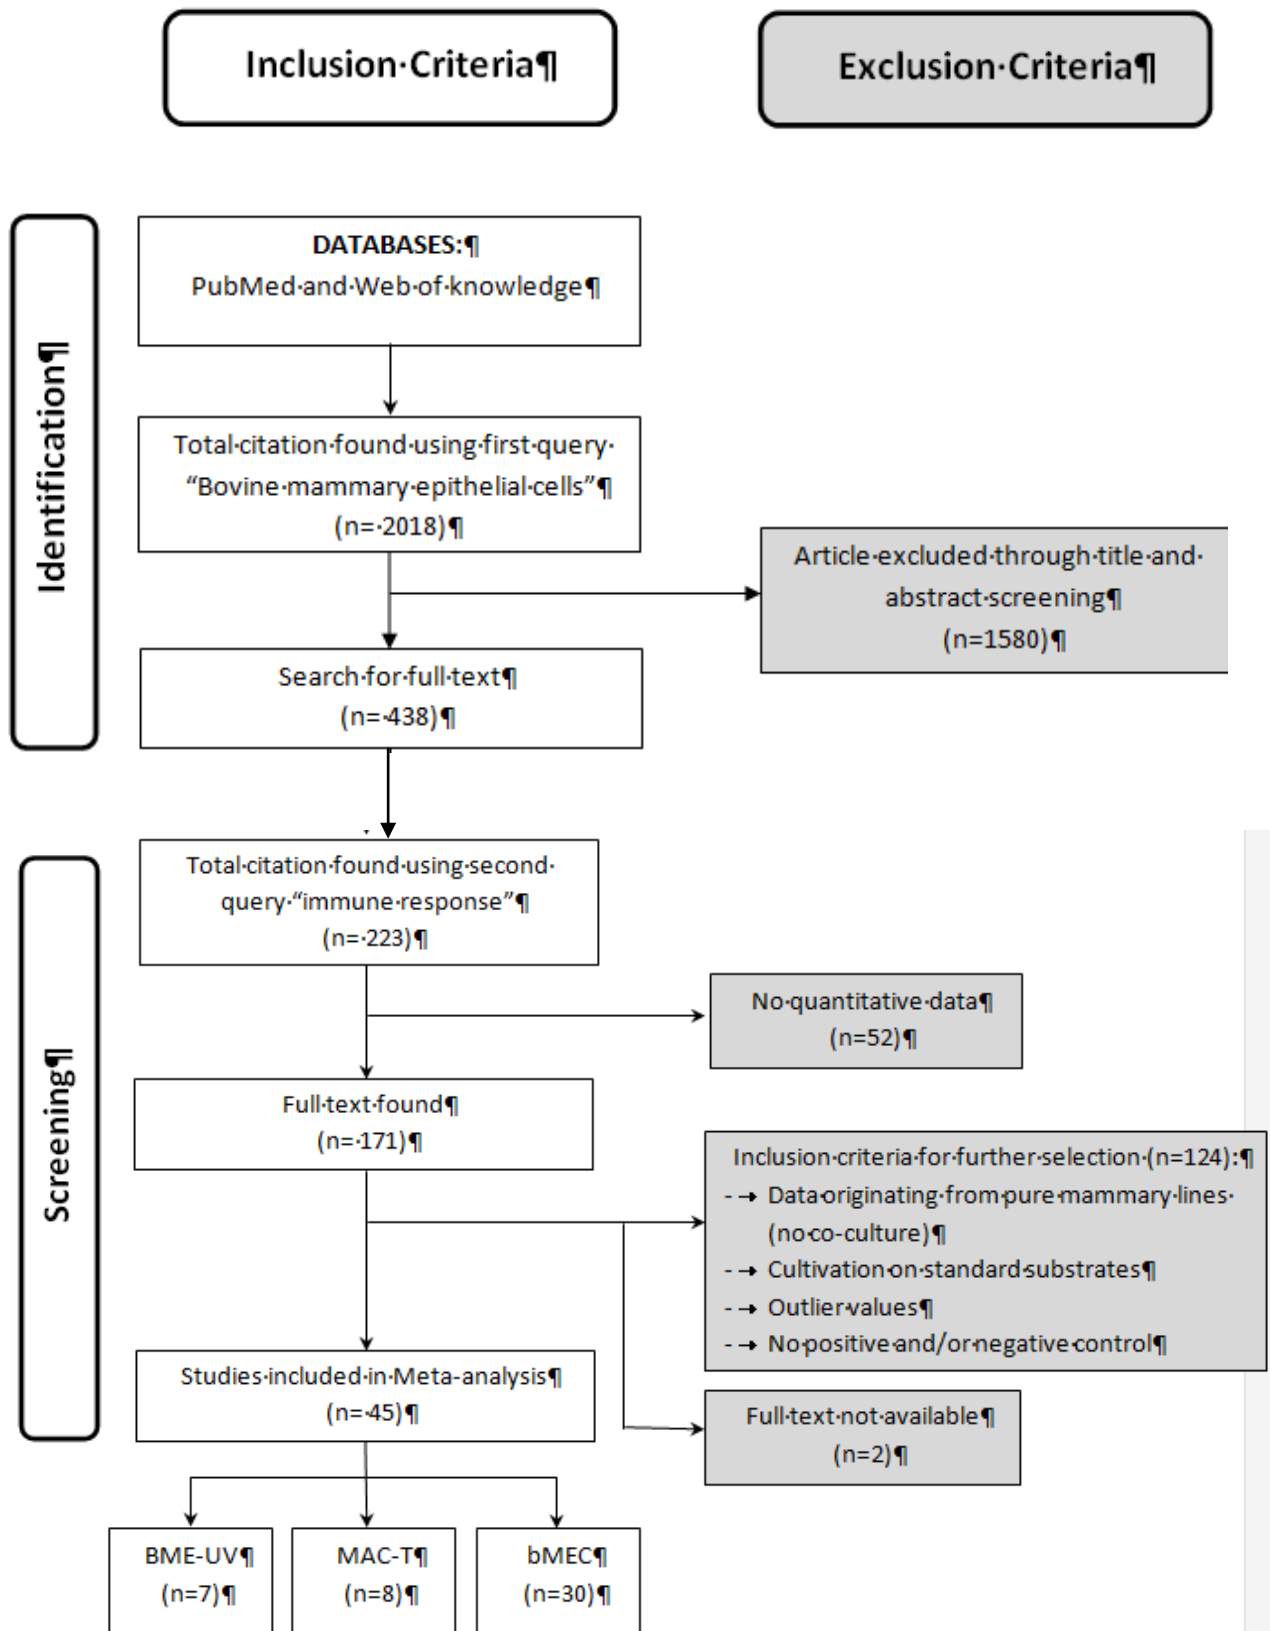 Inclusion·Criteria¶
Exclusion·Criteria¶
Identification¶
DATABASES:¶
PubMed·and·Web·of·knowledge¶
Total·citation·found·using·first·query·
“Bovine·mammary·epithelial·cells”¶
(n=·2018)¶
Article·excluded·through·title·and·
abstract·screening¶
(n=1580)¶
Search·for·full·text¶
(n=·438)¶
Screening¶
Total·citation·found·using·second·
query·“immune·response”¶
(n=·223)¶
No·quantitative·data¶
(n=52)¶
Full·text·found¶
(n=·171)¶
Inclusion·criteria·for·further·selection·(n=124):¶
-→ Data·originating·from·pure·mammary·lines·
(no·co-culture)¶
-→ Cultivation·on·standard·substrates¶
-→ Outlier·values¶
-→ No·positive·and/or·negative·control¶
Studies·included·in·Meta-analysis¶
(n=·45)¶
Full·text·not·available¶
(n=2)¶
BME-UV¶
(n=7)¶
MAC-T¶
(n=8)¶
bMEC¶
(n=30)¶